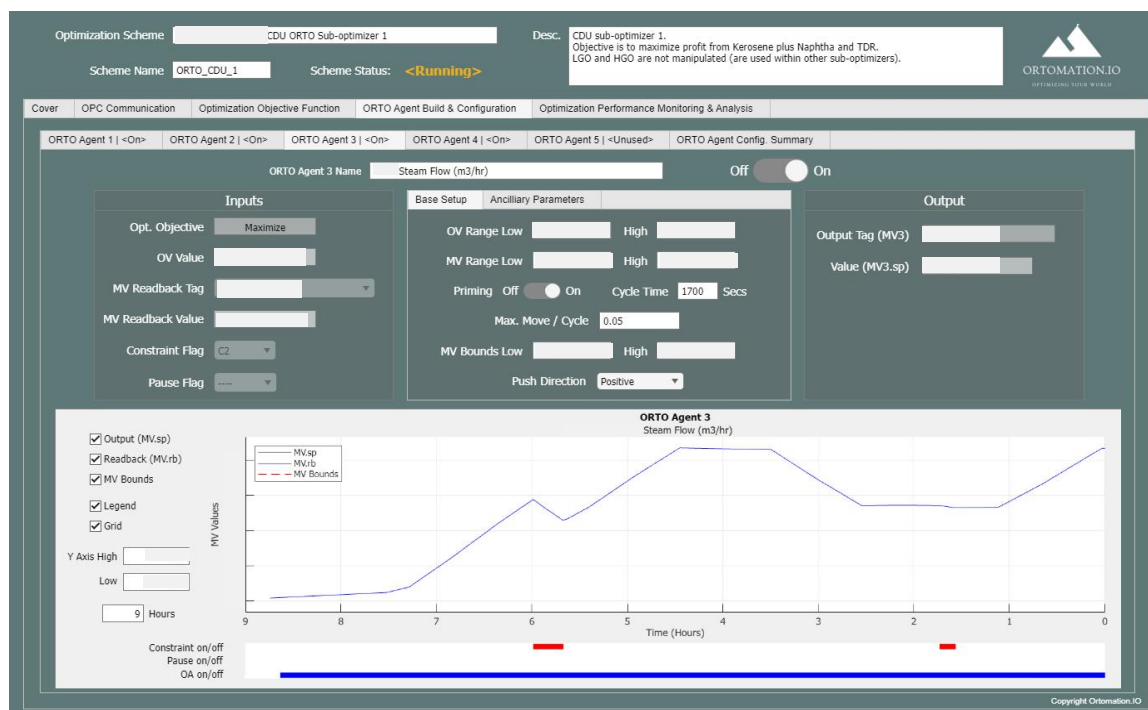 Optimization Scheme CDU ORTO Sub-optimizer 1
Desc. CDU sub-optimizer 1.
Objective is to maximize profit from Kerosene plus Naphtha and TDR.
LGO and HGO are not manipulated (are used within other sub-optimizers).
Scheme Name ORTO_CDU_1 Scheme Status: <Running>
ORTOMATION.IO
OPTIMIZING YOUR WORLD
Cover OPC Communication Optimization Objective Function ORTO Agent Build & Configuration Optimization Performance Monitoring & Analysis
ORTO Agent 1 | <On> ORTO Agent 2 | <On> ORTO Agent 3 | <On> ORTO Agent 4 | <On> ORTO Agent 5 | <Unused> ORTO Agent Config. Summary
ORTO Agent 3 Name Steam Flow (m3/hr) Off On
Inputs
Opt. Objective Maximize
OV Value
MV Readback Tag
MV Readback Value
Constraint Flag C2
Pause Flag ----
Base Setup Ancilliary Parameters
OV Range Low High
MV Range Low High
Priming Off On Cycle Time 1700 Secs
Max. Move / Cycle 0.05
MV Bounds Low High
Push Direction Positive
Output
Output Tag (MV3)
Value (MV3.sp)
ORTO Agent 3
Steam Flow (m3/hr)
Output (MV.sp)
Readback (MV.rb)
MV Bounds
Legend
Grid
Y Axis High
Low
9 Hours
MV.sp
MV.rb
MV Bounds
MV Values
9 8 7 6 5 4 3 2 1 0
Time (Hours)
Constraint on/off
Pause on/off
OA on/off
Copyright Ortomation.IO